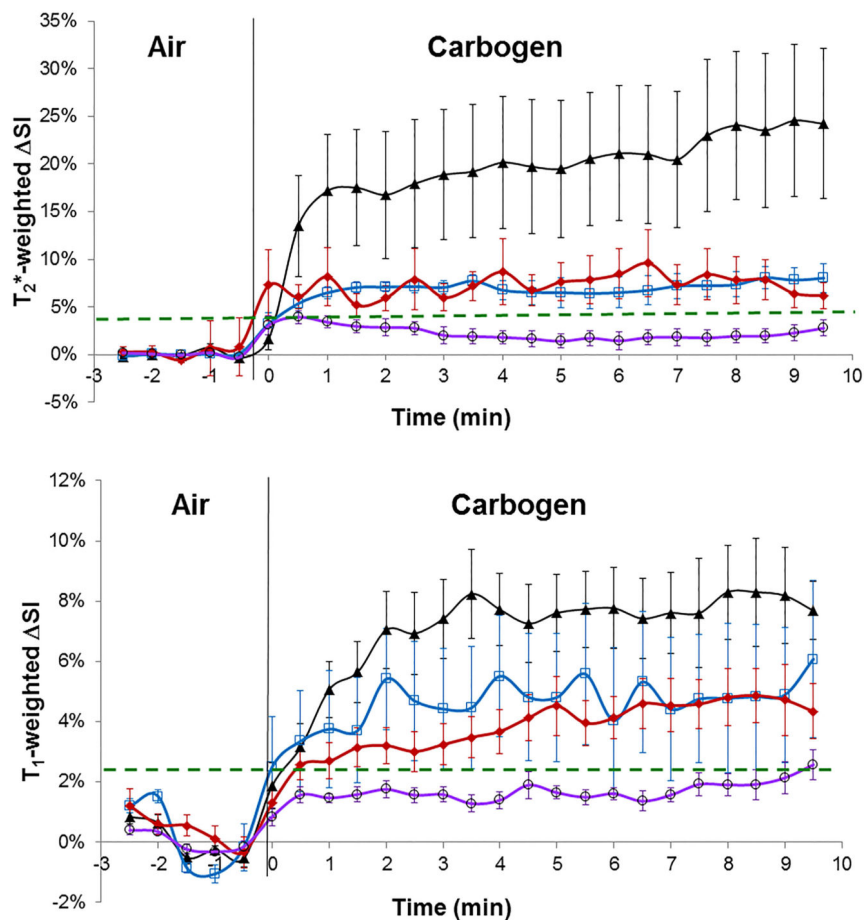 35%
30%
25%
20%
15%
10%
5%
0%
-5%
T2*-weighted ΔSI
Air
Carbogen
-3 -2 -1 0 1 2 3 4 5 6 7 8 9 10
Time (min)
12%
10%
8%
6%
4%
2%
0%
-2%
T1-weighted ΔSI
Air
Carbogen
-3 -2 -1 0 1 2 3 4 5 6 7 8 9 10
Time (min)